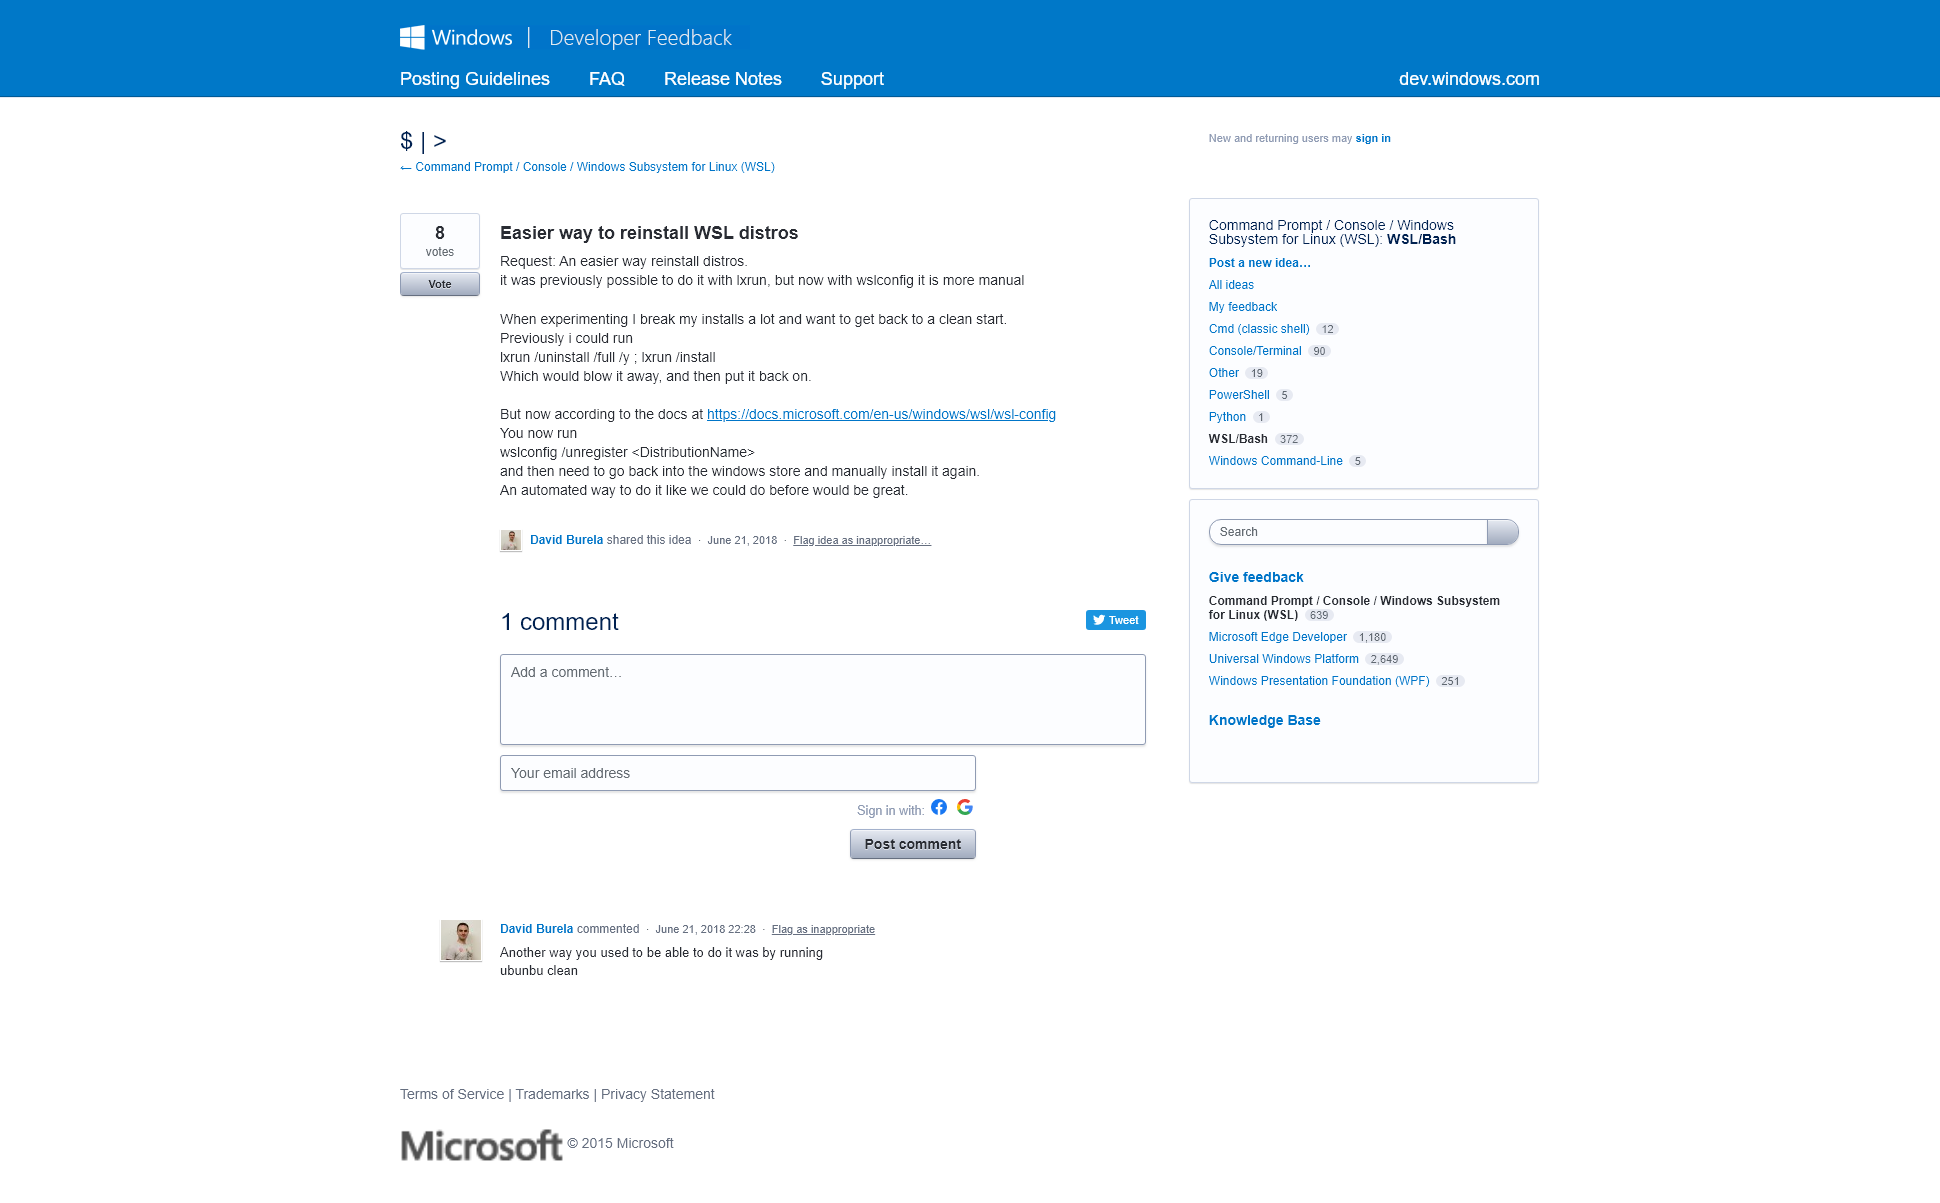 Windows | Developer Feedback
Posting Guidelines FAQ Release Notes Support dev.windows.com
$ | >
← Command Prompt / Console / Windows Subsystem for Linux (WSL)
New and returning users may sign in
8
votes
Vote
Easier way to reinstall WSL distros
Request: An easier way reinstall distros.
it was previously possible to do it with lxrun, but now with wslconfig it is more manual
When experimenting I break my installs a lot and want to get back to a clean start.
Previously i could run
lxrun /uninstall /full /y ; lxrun /install
Which would blow it away, and then put it back on.
But now according to the docs at https://docs.microsoft.com/en-us/windows/wsl/wsl-config
You now run
wslconfig /unregister <DistributionName>
and then need to go back into the windows store and manually install it again.
An automated way to do it like we could do before would be great.
David Burela shared this idea · June 21, 2018 · Flag idea as inappropriate…
1 comment
Tweet
Add a comment…
Your email address
Sign in with:
Post comment
David Burela commented · June 21, 2018 22:28 · Flag as inappropriate
Another way you used to be able to do it was by running
ubunbu clean
Command Prompt / Console / Windows
Subsystem for Linux (WSL): WSL/Bash
Post a new idea…
All ideas
My feedback
Cmd (classic shell) 12
Console/Terminal 90
Other 19
PowerShell 5
Python 1
WSL/Bash 372
Windows Command-Line 5
Search
Give feedback
Command Prompt / Console / Windows Subsystem
for Linux (WSL) 639
Microsoft Edge Developer 1,180
Universal Windows Platform 2,649
Windows Presentation Foundation (WPF) 251
Knowledge Base
Terms of Service | Trademarks | Privacy Statement
Microsoft © 2015 Microsoft